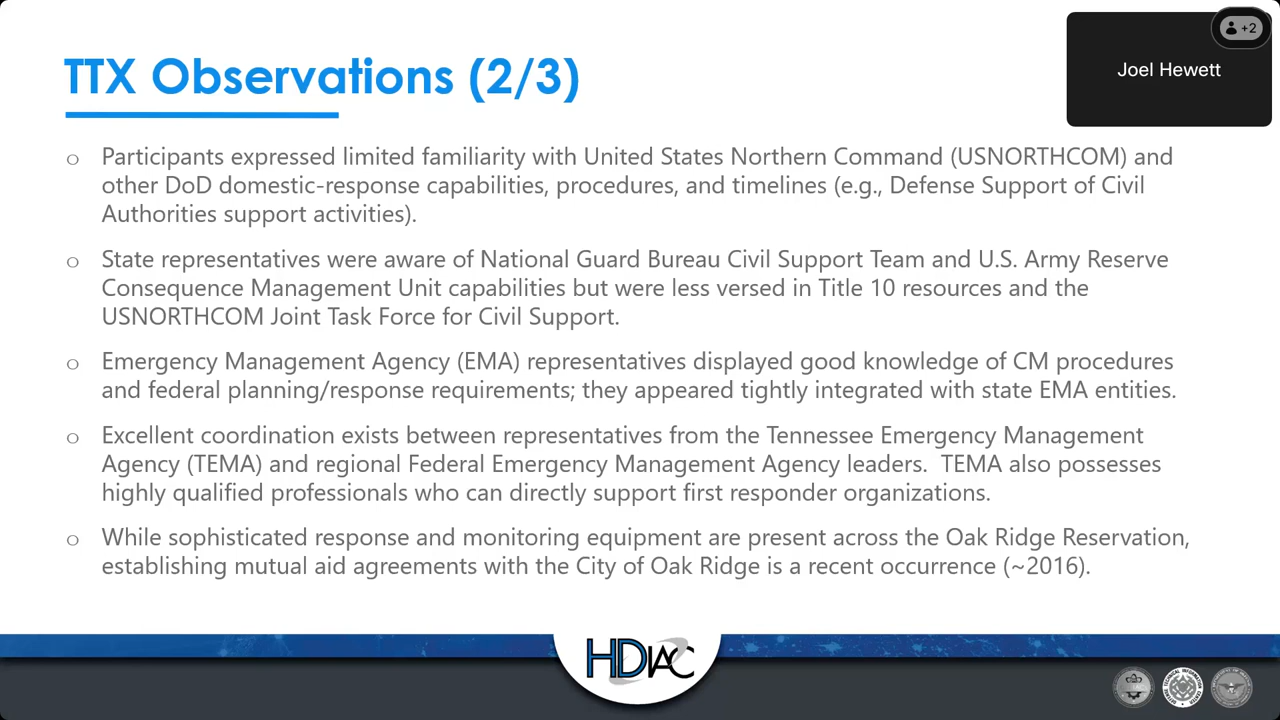 TTX Observations (2/3)
+2
Joel Hewett
o Participants expressed limited familiarity with United States Northern Command (USNORTHCOM) and
other DoD domestic-response capabilities, procedures, and timelines (e.g., Defense Support of Civil
Authorities support activities).
o State representatives were aware of National Guard Bureau Civil Support Team and U.S. Army Reserve
Consequence Management Unit capabilities but were less versed in Title 10 resources and the
USNORTHCOM Joint Task Force for Civil Support.
o Emergency Management Agency (EMA) representatives displayed good knowledge of CM procedures
and federal planning/response requirements; they appeared tightly integrated with state EMA entities.
o Excellent coordination exists between representatives from the Tennessee Emergency Management
Agency (TEMA) and regional Federal Emergency Management Agency leaders.  TEMA also possesses
highly qualified professionals who can directly support first responder organizations.
o While sophisticated response and monitoring equipment are present across the Oak Ridge Reservation,
establishing mutual aid agreements with the City of Oak Ridge is a recent occurrence (~2016).
HDIAC